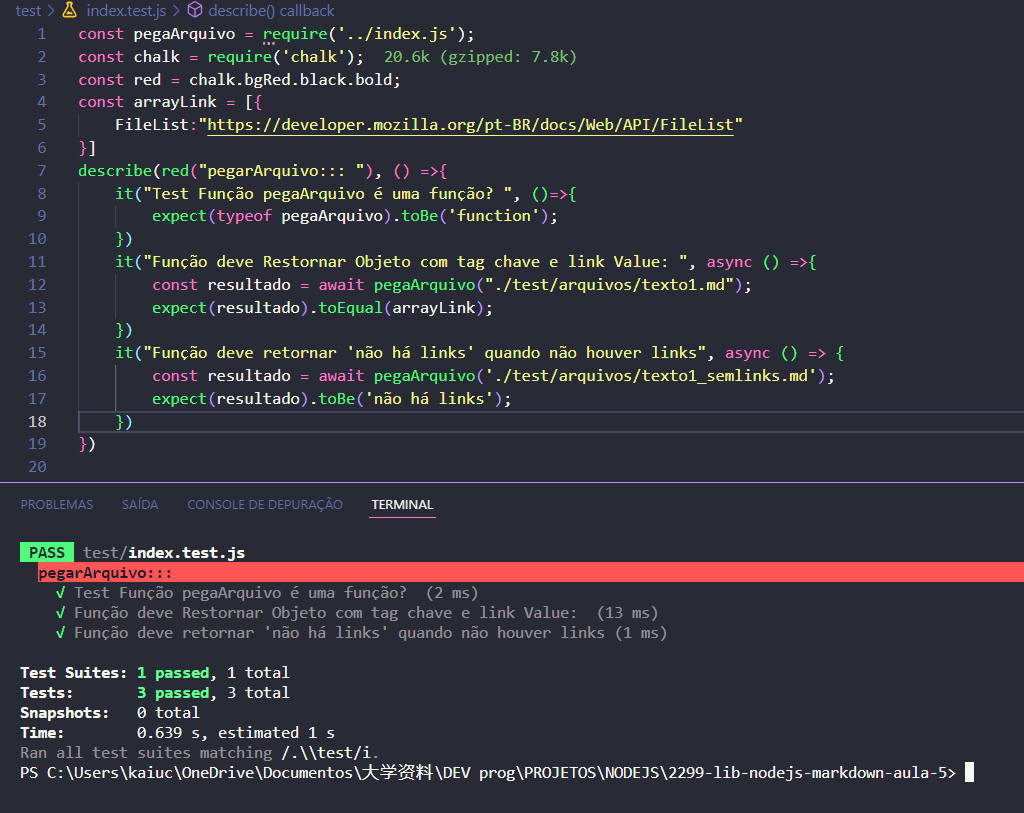 test > index.test.js > describe() callback
1 const pegaArquivo = require('../index.js');
2 const chalk = require('chalk'); 20.6k (gzipped: 7.8k)
3 const red = chalk.bgRed.black.bold;
4 const arrayLink = [{
5 FileList:"https://developer.mozilla.org/pt-BR/docs/Web/API/FileList"
6 }]
7 describe(red("pegarArquivo::: "), () =>{
8 it("Test Função pegaArquivo é uma função? ", ()=>{
9 expect(typeof pegaArquivo).toBe('function');
10 })
11 it("Função deve Restornar Objeto com tag chave e link Value: ", async () =>{
12 const resultado = await pegaArquivo("./test/arquivos/texto1.md");
13 expect(resultado).toEqual(arrayLink);
14 })
15 it("Função deve retornar 'não há links' quando não houver links", async () => {
16 const resultado = await pegaArquivo('./test/arquivos/texto1_semlinks.md');
17 expect(resultado).toBe('não há links');
18 })
19 })
20
PROBLEMAS SAÍDA CONSOLE DE DEPURAÇÃO TERMINAL
PASS test/index.test.js
pegarArquivo:::
√ Test Função pegaArquivo é uma função? (2 ms)
√ Função deve Restornar Objeto com tag chave e link Value: (13 ms)
√ Função deve retornar 'não há links' quando não houver links (1 ms)
Test Suites: 1 passed, 1 total
Tests: 3 passed, 3 total
Snapshots: 0 total
Time: 0.639 s, estimated 1 s
Ran all test suites matching /.\\test/i.
PS C:\Users\kaiuc\OneDrive\Documentos\大学资料\DEV prog\PROJETOS\NODEJS\2299-lib-nodejs-markdown-aula-5>